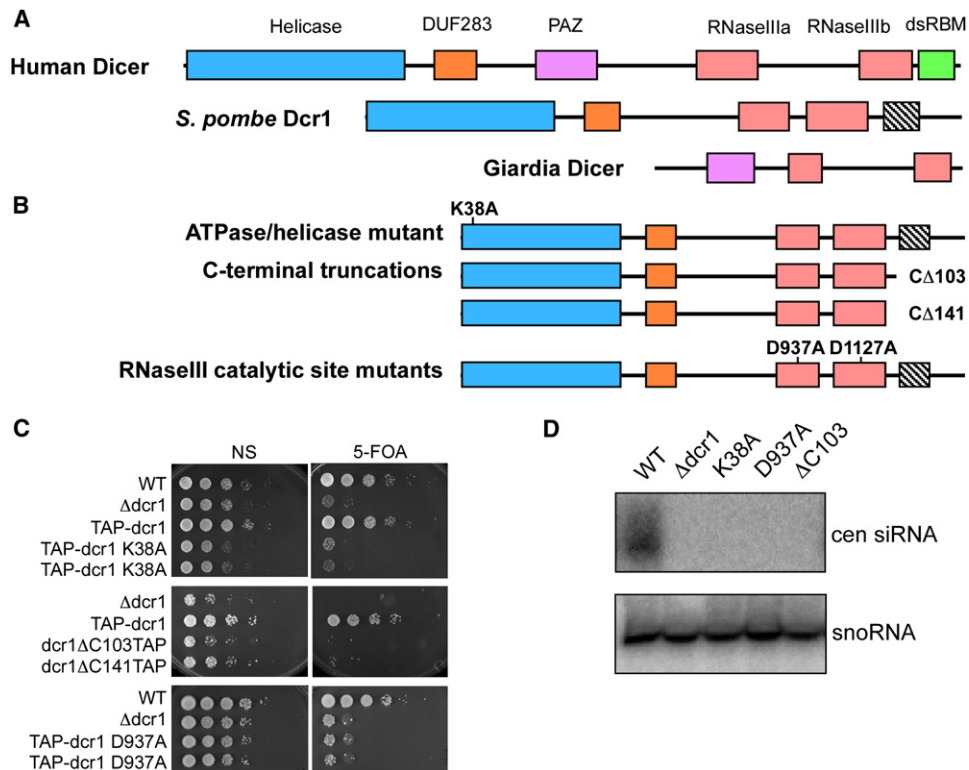 A
Helicase DUF283 PAZ RNaseIIIa RNaseIIIb dsRBM
Human Dicer
S. pombe Dcr1
Giardia Dicer
B
K38A
ATPase/helicase mutant
C-terminal truncations
CΔ103
CΔ141
D937A D1127A
RNaseIII catalytic site mutants
C
NS 5-FOA
WT
Δdcr1
TAP-dcr1
TAP-dcr1 K38A
TAP-dcr1 K38A
Δdcr1
TAP-dcr1
dcr1ΔC103TAP
dcr1ΔC141TAP
WT
Δdcr1
TAP-dcr1 D937A
TAP-dcr1 D937A
D
WT Δdcr1 K38A D937A ΔC103
cen siRNA
snoRNA